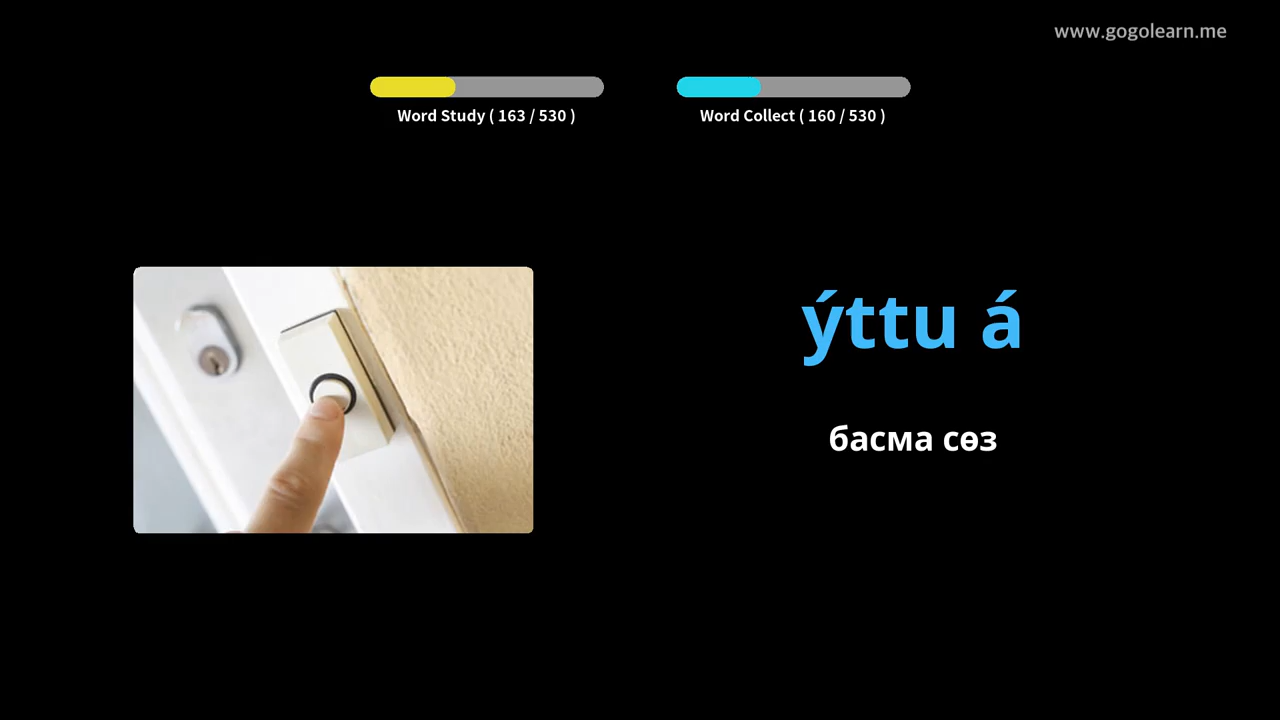 www.gogolearn.me
Word Study ( 163 / 530 )
Word Collect ( 160 / 530 )
ýttu á
басма сөз